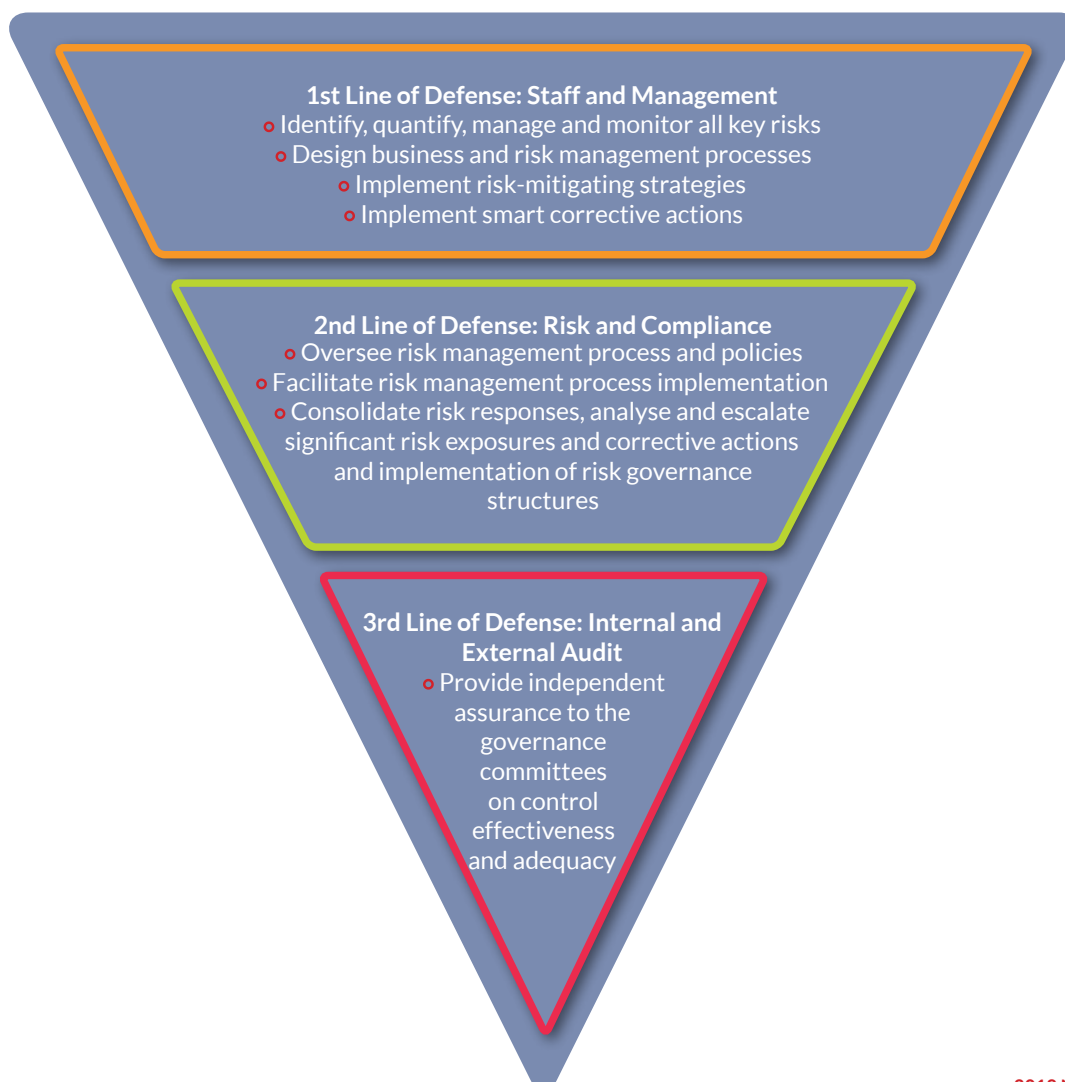 1st Line of Defense: Staff and Management
Identify, quantify, manage and monitor all key risks
Design business and risk management processes
Implement risk-mitigating strategies
Implement smart corrective actions
2nd Line of Defense: Risk and Compliance
Oversee risk management process and policies
Facilitate risk management process implementation
Consolidate risk responses, analyse and escalate
significant risk exposures and corrective actions
and implementation of risk governance
structures
3rd Line of Defense: Internal and
External Audit
Provide independent
assurance to the
governance
committees
on control
effectiveness
and adequacy